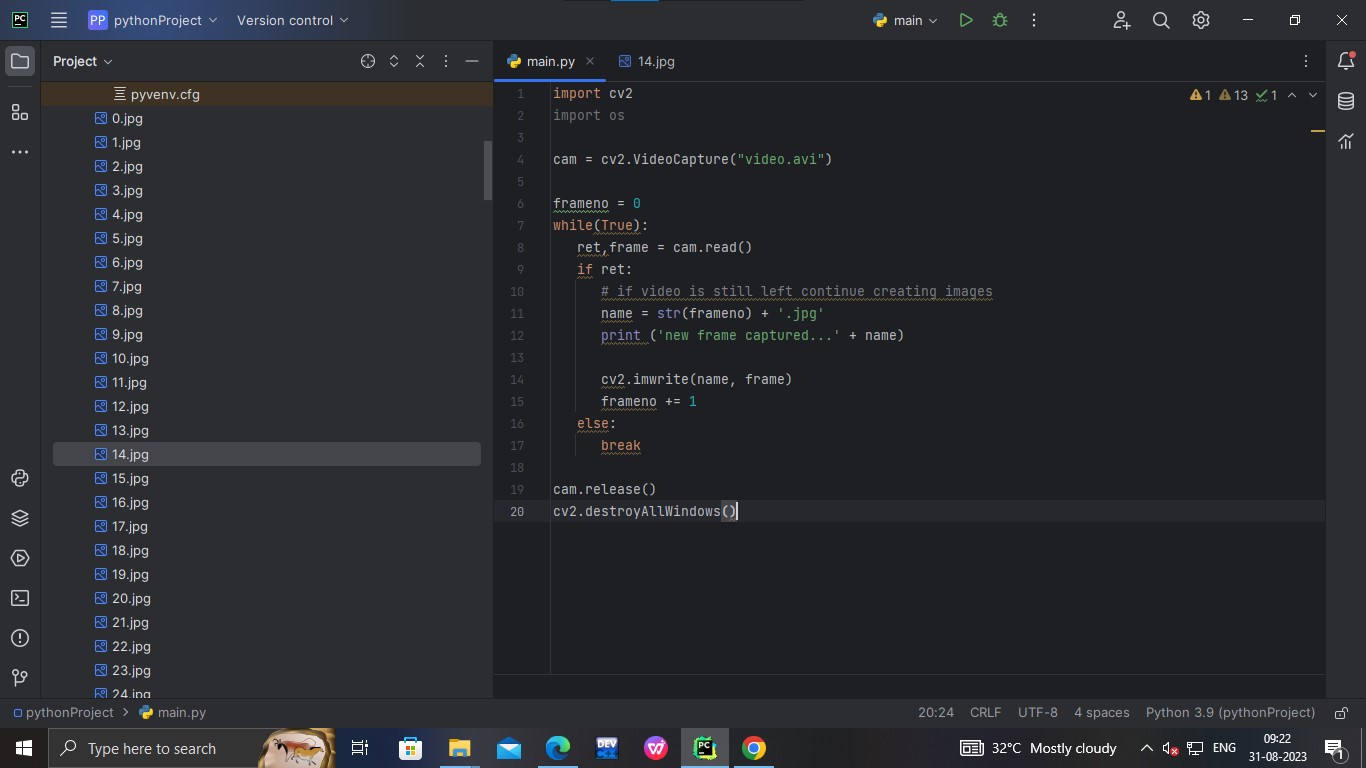 PC PP pythonProject Version control main
Project
main.py 14.jpg
pyvenv.cfg
0.jpg
1.jpg
2.jpg
3.jpg
4.jpg
5.jpg
6.jpg
7.jpg
8.jpg
9.jpg
10.jpg
11.jpg
12.jpg
13.jpg
14.jpg
15.jpg
16.jpg
17.jpg
18.jpg
19.jpg
20.jpg
21.jpg
22.jpg
23.jpg
24.jpg
1 13 1
1 import cv2
2 import os
3
4 cam = cv2.VideoCapture("video.avi")
5
6 frameno = 0
7 while(True):
8 ret,frame = cam.read()
9 if ret:
10 # if video is still left continue creating images
11 name = str(frameno) + '.jpg'
12 print ('new frame captured...' + name)
13
14 cv2.imwrite(name, frame)
15 frameno += 1
16 else:
17 break
18
19 cam.release()
20 cv2.destroyAllWindows()
pythonProject > main.py 20:24 CRLF UTF-8 4 spaces Python 3.9 (pythonProject)
Type here to search DEV PC 32°C Mostly cloudy ENG 09:22
31-08-2023 1